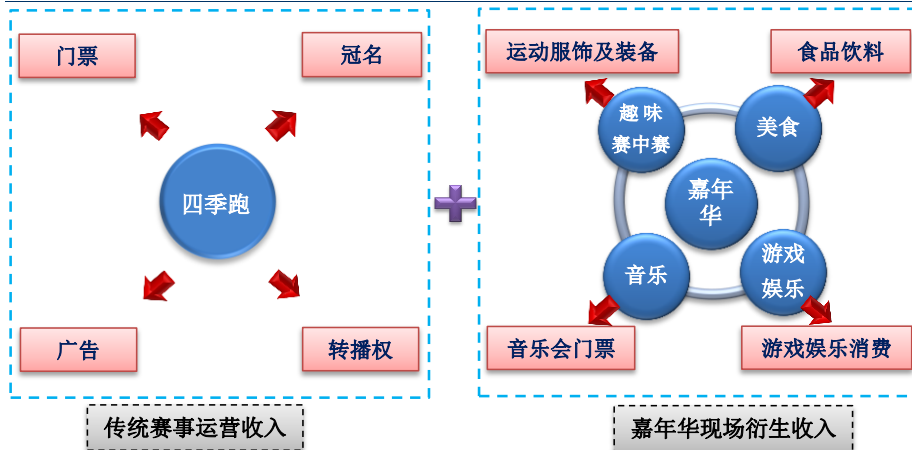 门票
冠名
四季跑
广告
转播权
传统赛事运营收入
运动服饰及装备
食品饮料
趣味
赛中赛
美食
嘉年
华
音乐
游戏
娱乐
音乐会门票
游戏娱乐消费
嘉年华现场衍生收入